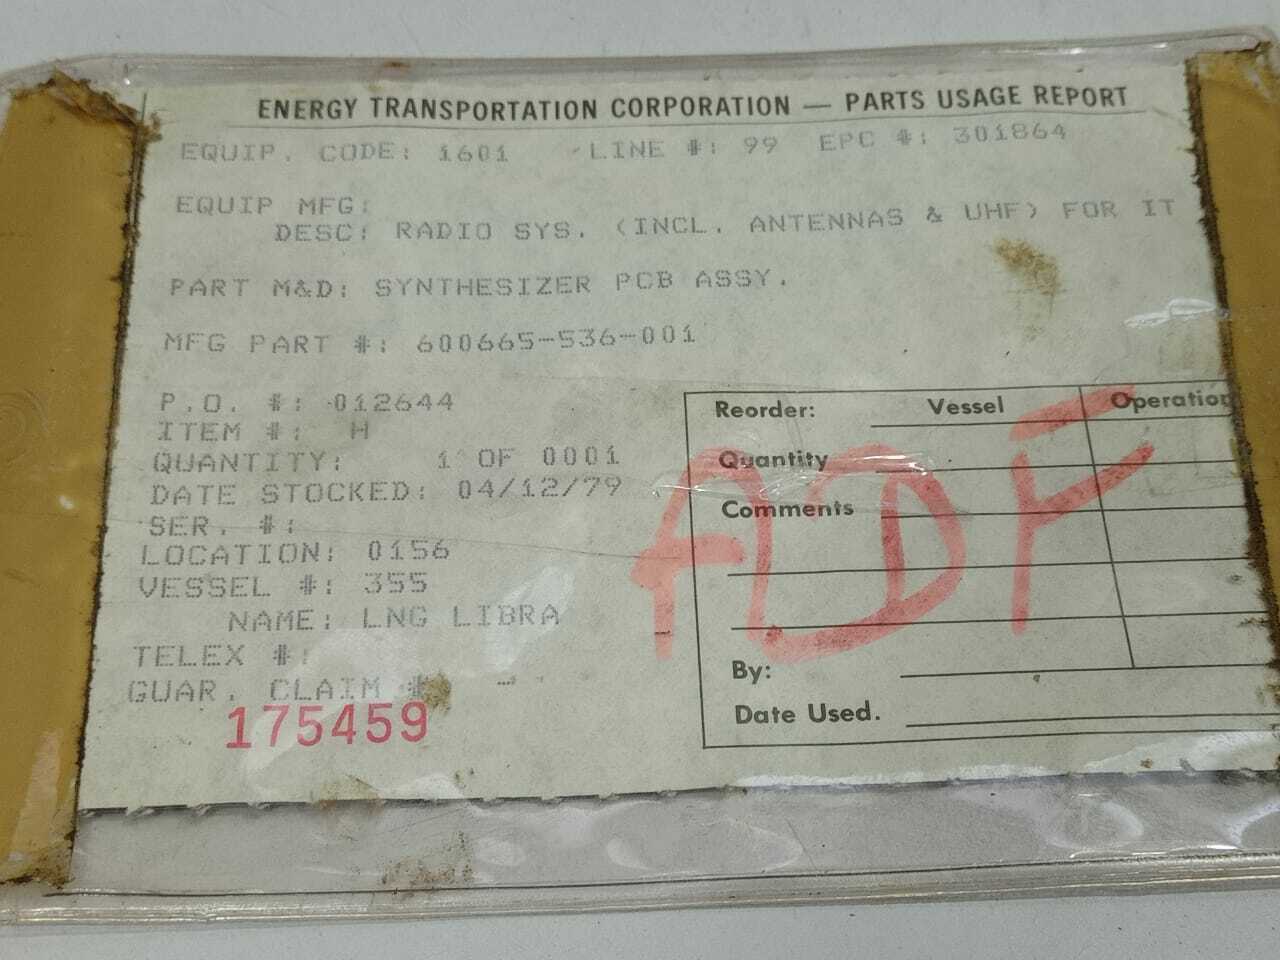 ENERGY TRANSPORTATION CORPORATION — PARTS USAGE REPORT
EQUIP. CODE: 1601 LINE #: 99 EPC #: 301864
EQUIP MFG:
DESC: RADIO SYS. (INCL. ANTENNAS & UHF) FOR IT
PART M&D: SYNTHESIZER PCB ASSY.
MFG PART #: 600665-536-001
P.O. #: 012644
ITEM #: H
QUANTITY: 1 OF 0001
DATE STOCKED: 04/12/79
SER. #:
LOCATION: 0156
VESSEL #: 355
NAME: LNG LIBRA
TELEX #:
GUAR. CLAIM #
175459
Reorder: Vessel Operation
Quantity
Comments
By:
Date Used.
ADF